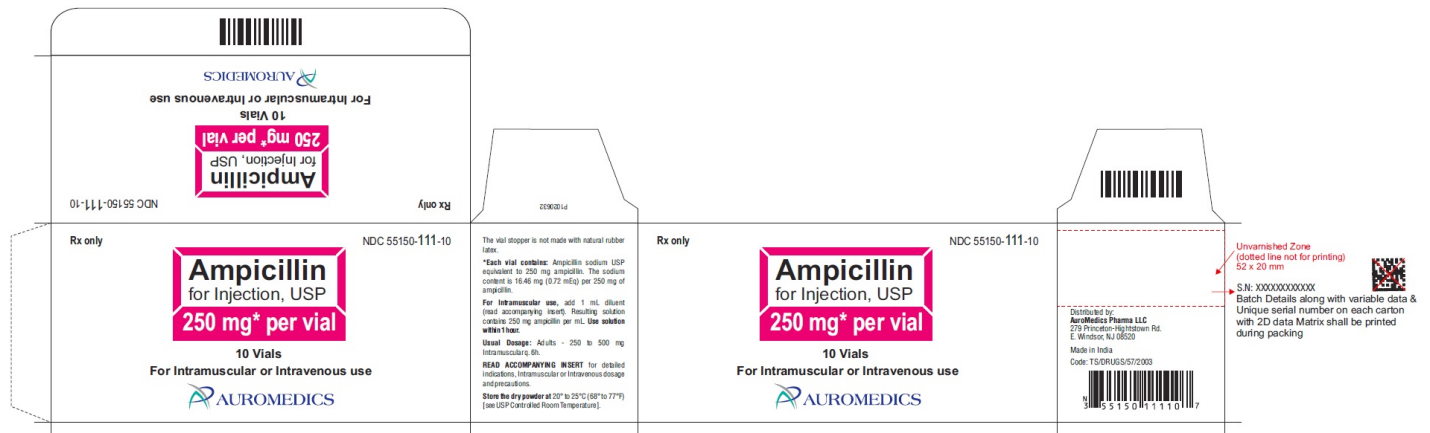 AUROMEDICS
For Intramuscular or Intravenous use
10 Vials
250 mg* per vial
for Injection, USP
Ampicillin
NDC 55150-111-10
Rx only
Rx only
NDC 55150-111-10
Ampicillin
for Injection, USP
250 mg* per vial
10 Vials
For Intramuscular or Intravenous use
AUROMEDICS
P1520632
The vial stopper is not made with natural rubber
latex.
*Each vial contains: Ampicillin sodium USP
equivalent to 250 mg ampicillin. The sodium
content is 16.46 mg (0.72 mEq) per 250 mg of
ampicillin.
For Intramuscular use, add 1 mL diluent
(read accompanying insert). Resulting solution
contains 250 mg ampicillin per mL. Use solution
within 1 hour.
Usual Dosage: Adults - 250 to 500 mg
Intramuscular q. 6h.
READ ACCOMPANYING INSERT for detailed
indications, Intramuscular or Intravenous dosage
and precautions.
Store the dry powder at 20° to 25°C (68° to 77°F)
[see USP Controlled Room Temperature].
Rx only
NDC 55150-111-10
Ampicillin
for Injection, USP
250 mg* per vial
10 Vials
For Intramuscular or Intravenous use
AUROMEDICS
Distributed by:
AuroMedics Pharma LLC
279 Princeton-Hightstown Rd.
E. Windsor, NJ 08520
Made in India
Code: TS/DRUGS/57/2003
N
3 55150 11110 7
Unvarnished Zone
(dotted line not for printing)
52 x 20 mm
S.N: XXXXXXXXXXXX
Batch Details along with variable data &
Unique serial number on each carton
with 2D data Matrix shall be printed
during packing